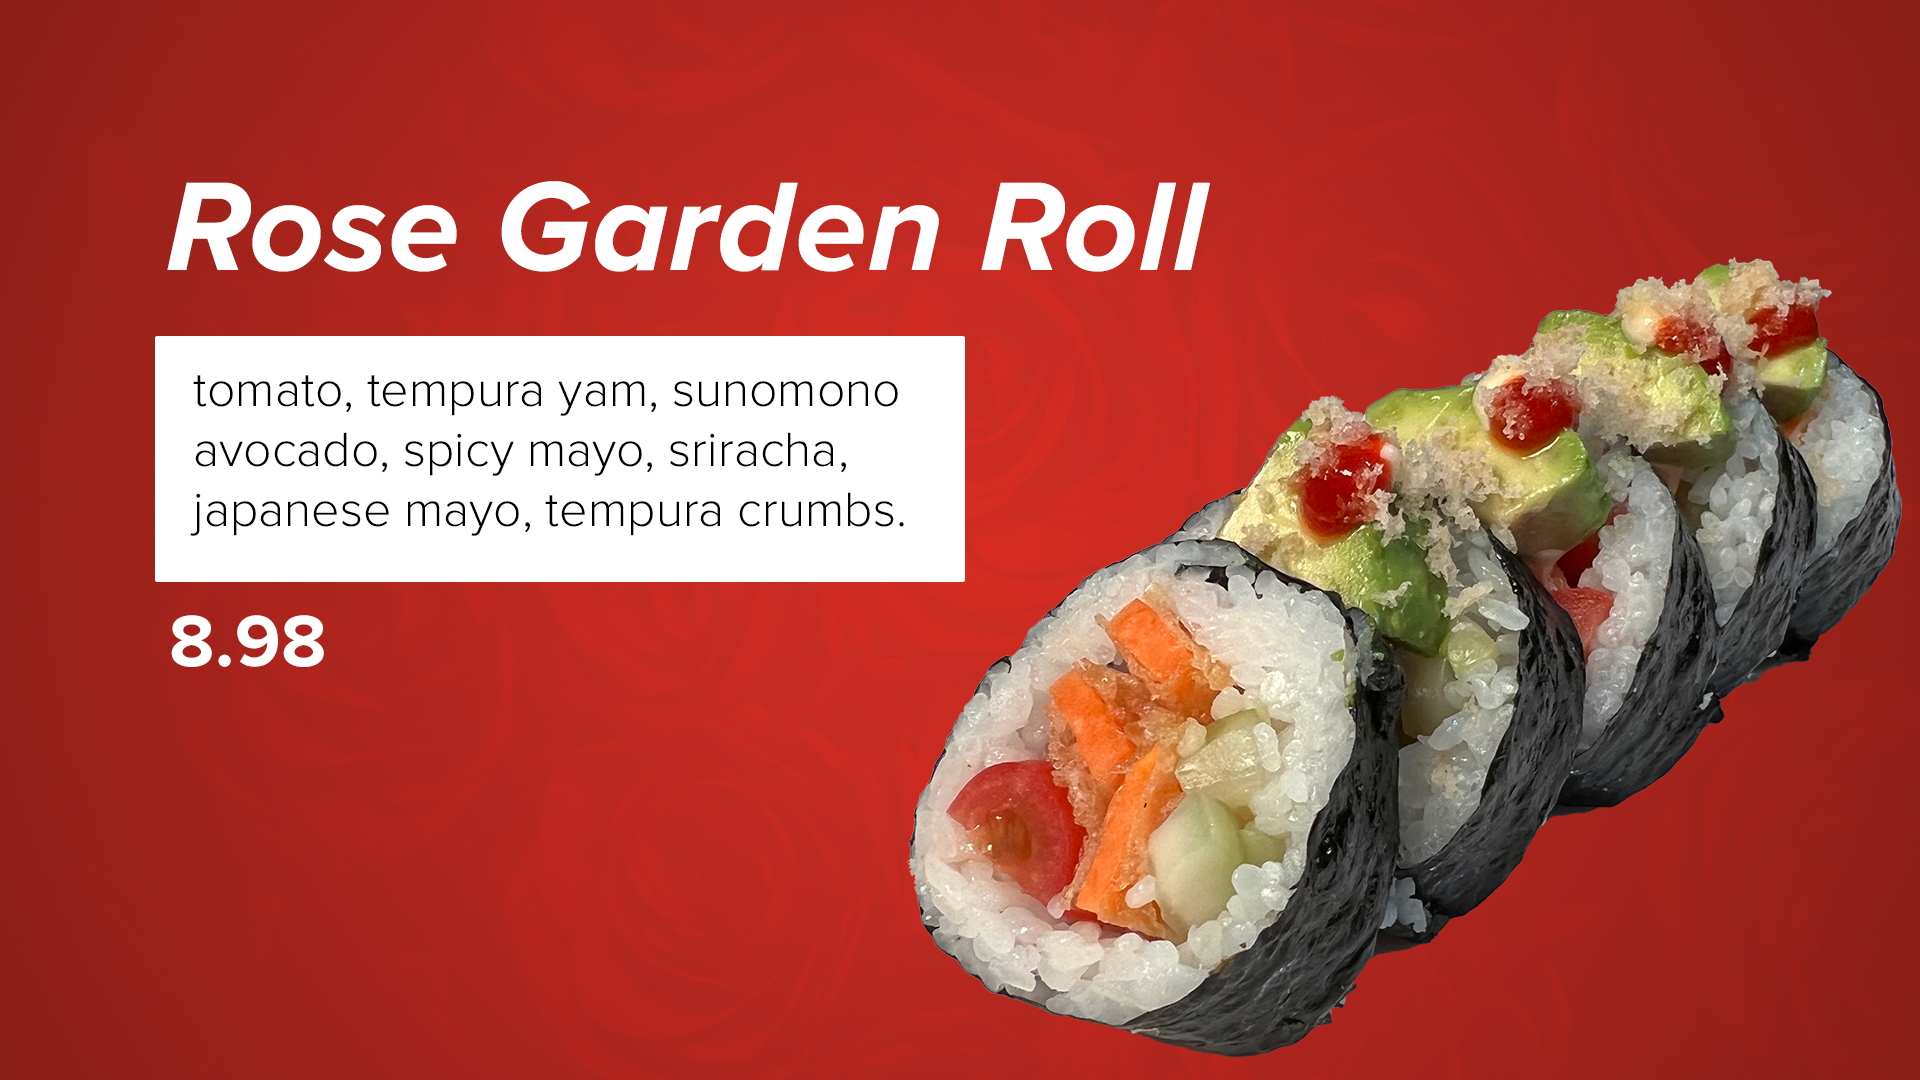 Rose Garden Roll
tomato, tempura yam, sunomono
avocado, spicy mayo, sriracha,
japanese mayo, tempura crumbs.
8.98